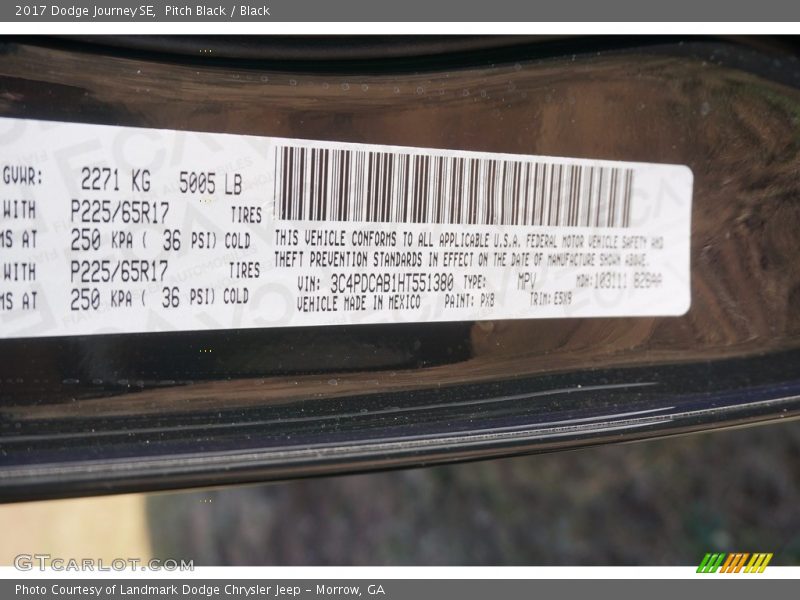 2017 Dodge Journey SE, Pitch Black / Black
GVWR: 2271 KG 5005 LB
WITH P225/65R17 TIRES
MS AT 250 KPA ( 36 PSI) COLD
WITH P225/65R17 TIRES
MS AT 250 KPA ( 36 PSI) COLD
THIS VEHICLE CONFORMS TO ALL APPLICABLE U.S.A. FEDERAL MOTOR VEHICLE SAFETY AND
THEFT PREVENTION STANDARDS IN EFFECT ON THE DATE OF MANUFACTURE SHOWN ABOVE.
VIN: 3C4PDCAB1HT551380 TYPE: MPV MDH: 103111
VEHICLE MADE IN MEXICO PAINT: PX8 TRIM: E5X9
GTCARLOT.COM
Photo Courtesy of Landmark Dodge Chrysler Jeep - Morrow, GA